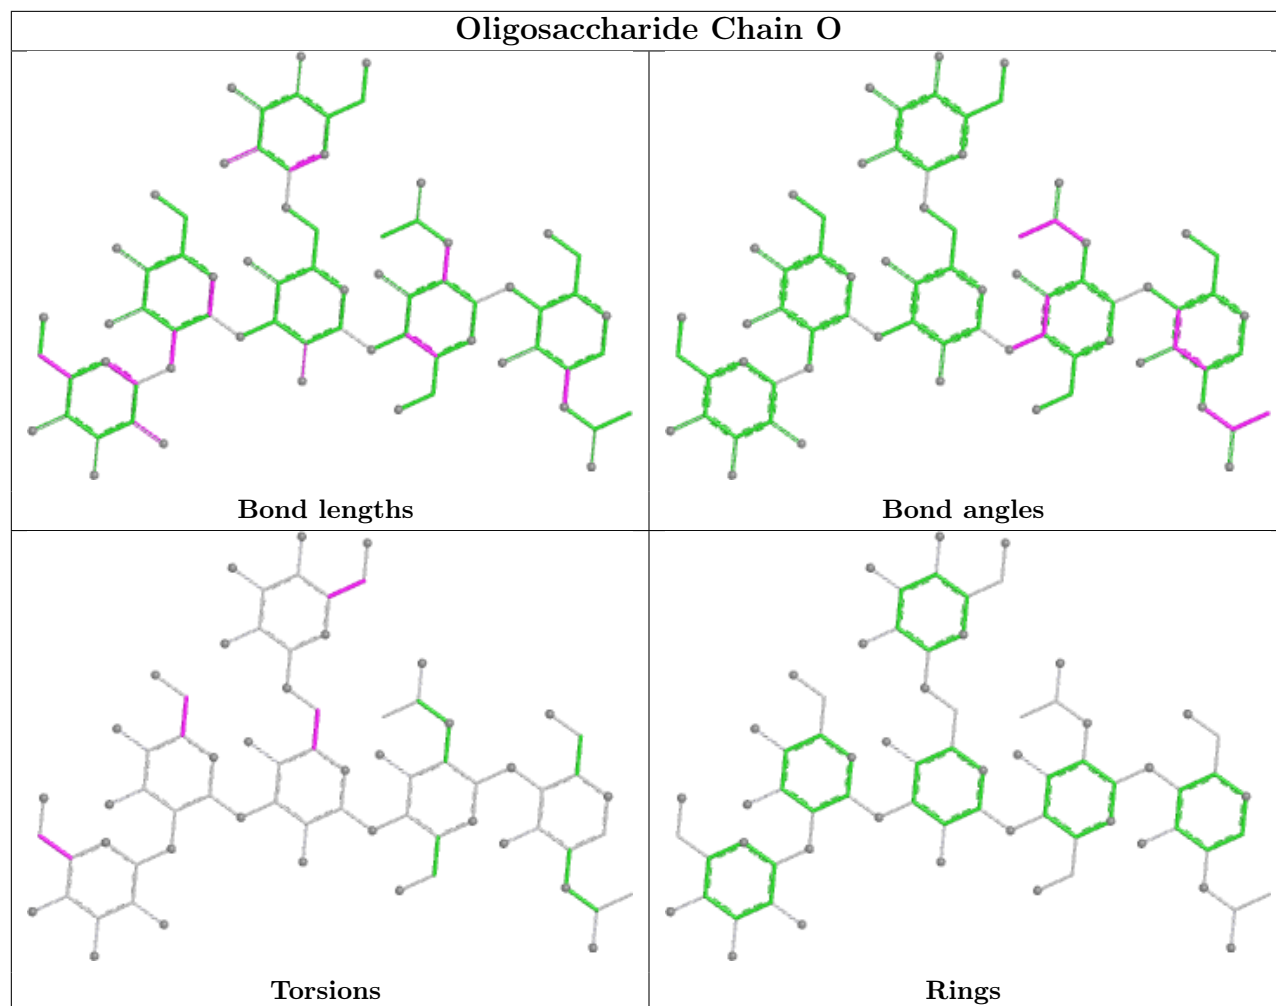 Oligosaccharide Chain O
Bond lengths
Bond angles
Torsions
Rings